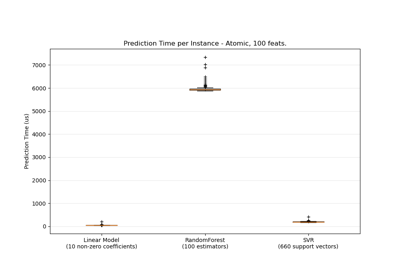 Prediction Time per Instance - Atomic, 100 feats.
7000
6000
5000
4000
3000
2000
1000
0
Prediction Time (us)
Linear Model
(10 non-zero coefficients)
RandomForest
(100 estimators)
SVR
(660 support vectors)